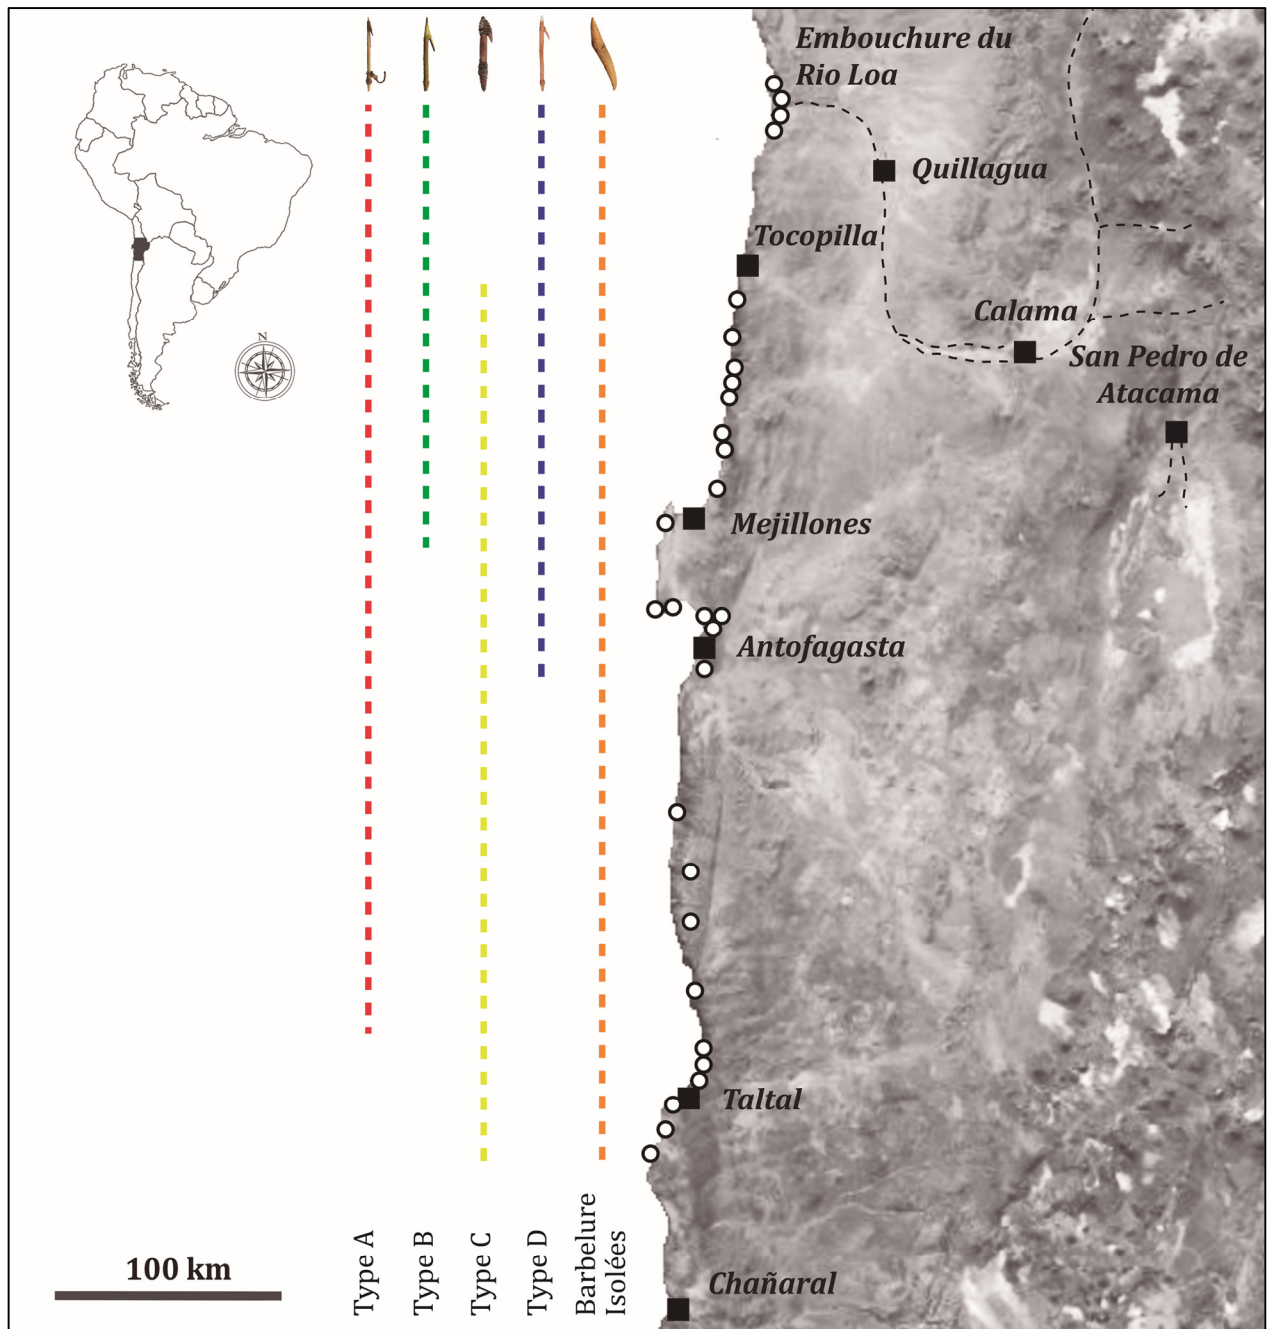 Embouchure du
Rio Loa
Quillagua
Tocopilla
Calama
San Pedro de
Atacama
N
Mejillones
Antofagasta
Taltal
Chañaral
100 km
Type A
Type B
Type C
Type D
Barbelure
Isolées